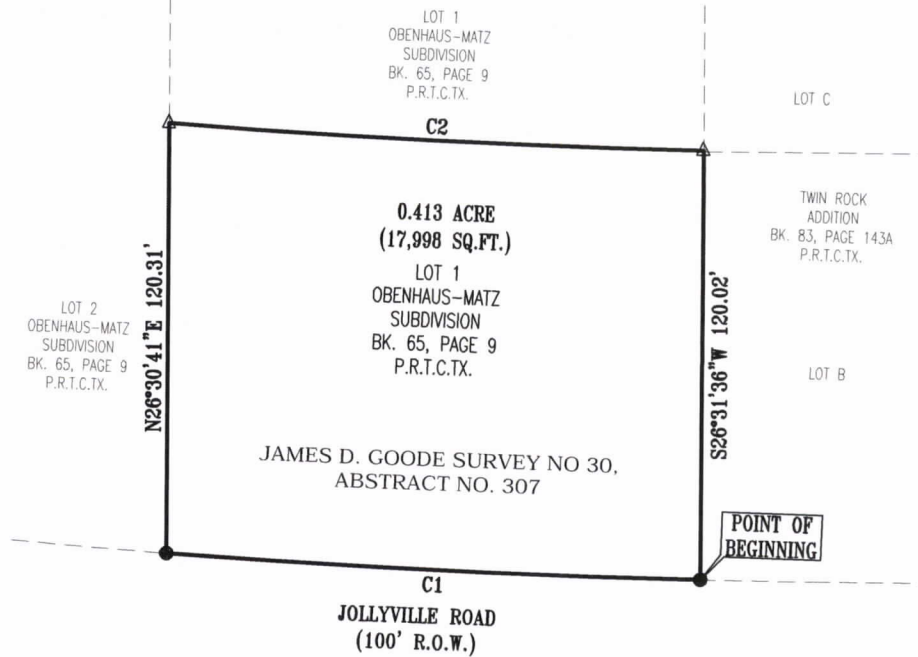 LOT 1
OBENHAUS-MATZ
SUBDIVISION
BK. 65, PAGE 9
P.R.T.C.TX.
LOT C
C2
TWIN ROCK
ADDITION
BK. 83, PAGE 143A
P.R.T.C.TX.
0.413 ACRE
(17,998 SQ.FT.)
LOT 1
OBENHAUS-MATZ
SUBDIVISION
BK. 65, PAGE 9
P.R.T.C.TX.
N26°30'41"E 120.31'
LOT 2
OBENHAUS-MATZ
SUBDIVISION
BK. 65, PAGE 9
P.R.T.C.TX.
S26°31'36"W 120.02'
LOT B
JAMES D. GOODE SURVEY NO 30,
ABSTRACT NO. 307
POINT OF
BEGINNING
C1
JOLLYVILLE ROAD
(100' R.O.W.)